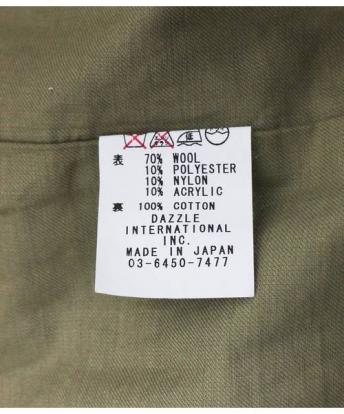 表 70% WOOL
10% POLYESTER
10% NYLON
10% ACRYLIC
裏 100% COTTON
DAZZLE
INTERNATIONAL
INC.
MADE IN JAPAN
03-6450-7477